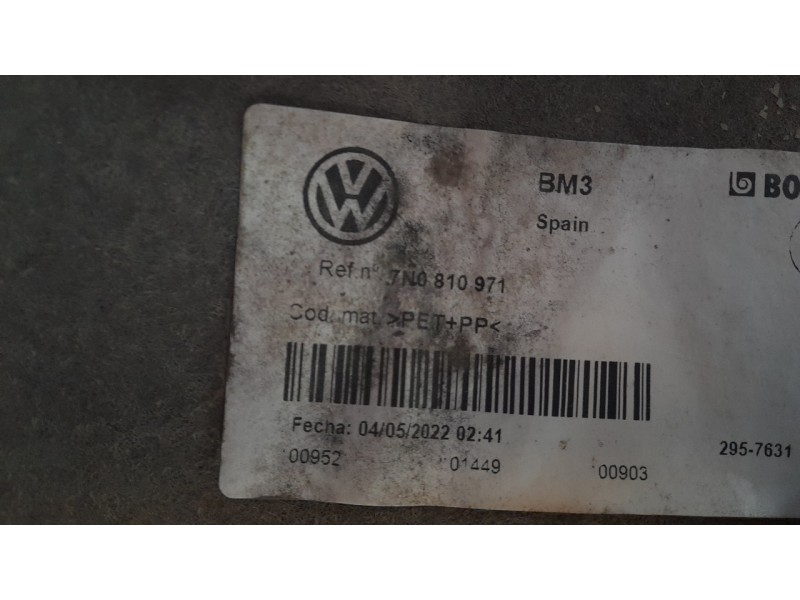 BM3
BO
Spain
Ref.nº 7N0 810 971
Cod. mat. >PET+PP<
Fecha: 04/05/2022 02:41
295-7631
00952 01449 00903